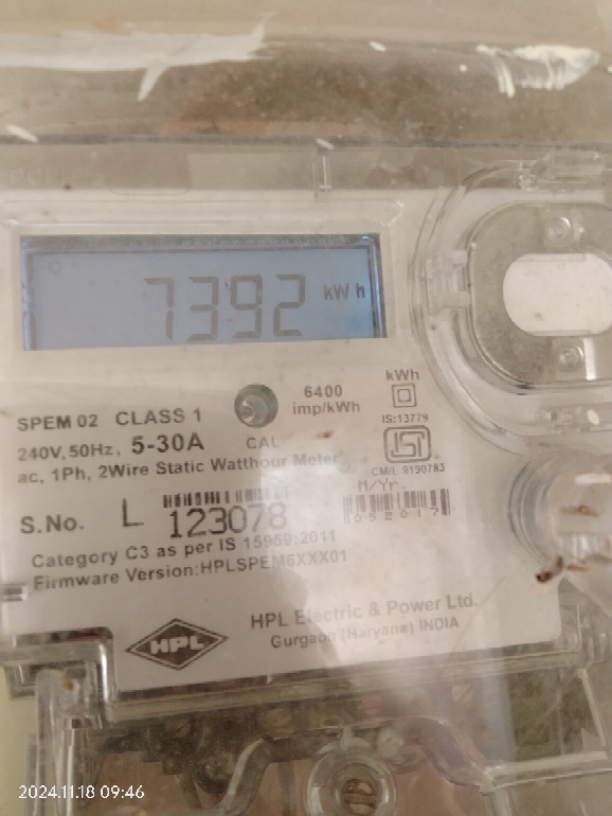 7392 kW h
6400
imp/kWh
kWh
IS:13779
SPEM 02 CLASS 1
240V,50Hz, 5-30A
CAL
ac, 1Ph, 2Wire Static Watthour Meter
CM/L 9190783
M/Yr.
052017
S.No. L 123078
Category C3 as per IS 15959:2011
Firmware Version:HPLSPEM6XXX01
HPL
HPL Electric & Power Ltd.
Gurgaon (Haryana) INDIA
2024.11.18 09:46